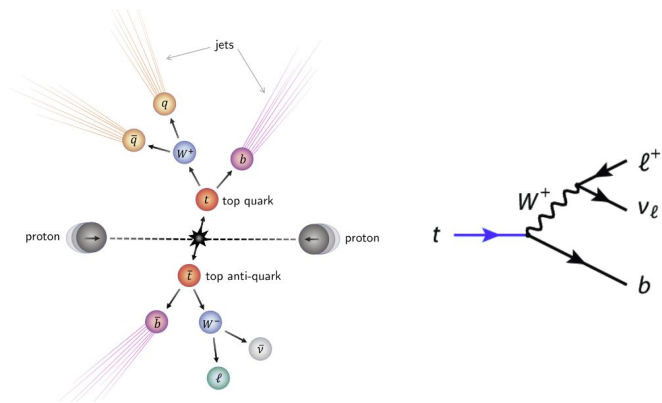 jets
q
q̄
W⁺
b
t
top quark
proton
proton
t̄
top anti-quark
b̄
W⁻
ν̄
ℓ
t
W⁺
ℓ⁺
νℓ
b